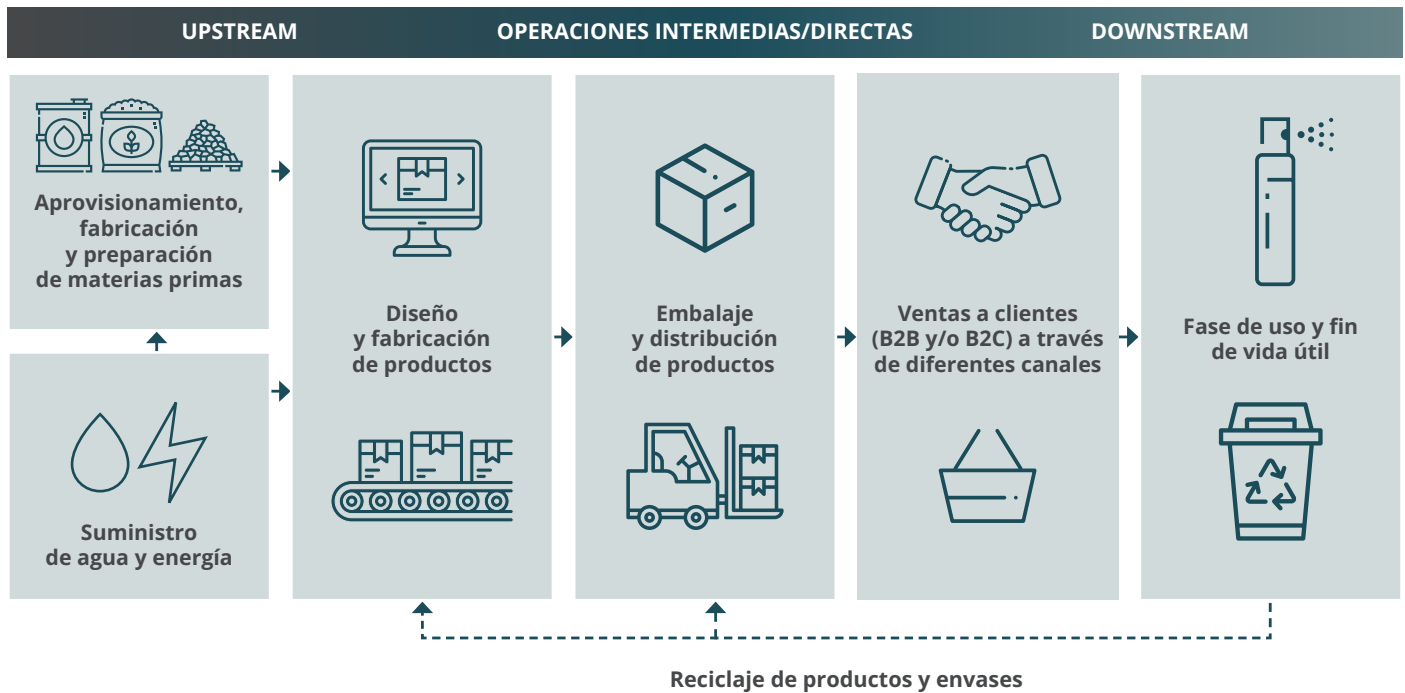 UPSTREAM
OPERACIONES INTERMEDIAS/DIRECTAS
DOWNSTREAM
Aprovisionamiento,
fabricación
y preparación
de materias primas
Suministro
de agua y energía
Diseño
y fabricación
de productos
Embalaje
y distribución
de productos
Ventas a clientes
(B2B y/o B2C) a través
de diferentes canales
Fase de uso y fin
de vida útil
Reciclaje de productos y envases